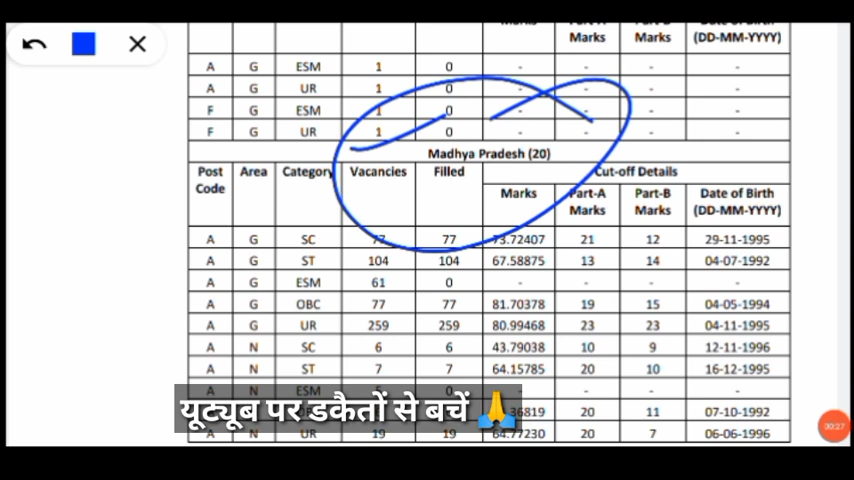 Marks Part-A Part-B Date of Birth
Marks Marks (DD-MM-YYYY)
A G ESM 1 0 - - - -
A G UR 1 0 - - - -
F G ESM 1 0 - - - -
F G UR 1 0 - - - -
Madhya Pradesh (20)
Post Code Area Category Vacancies Filled Cut-off Details
Marks Part-A Marks Part-B Marks Date of Birth (DD-MM-YYYY)
A G SC 77 77 73.72407 21 12 29-11-1995
A G ST 104 104 67.58875 13 14 04-07-1992
A G ESM 61 0 - - - -
A G OBC 77 77 81.70378 19 15 04-05-1994
A G UR 259 259 80.99468 23 23 04-11-1995
A N SC 6 6 43.79038 10 9 12-11-1996
A N ST 7 7 64.15785 20 10 16-12-1995
A N ESM 0 - - - -
20 11 07-10-1992
A N UR 19 19 64.77230 20 7 06-06-1996
यूट्यूब पर डकैतों से बचें 🙏
00:27